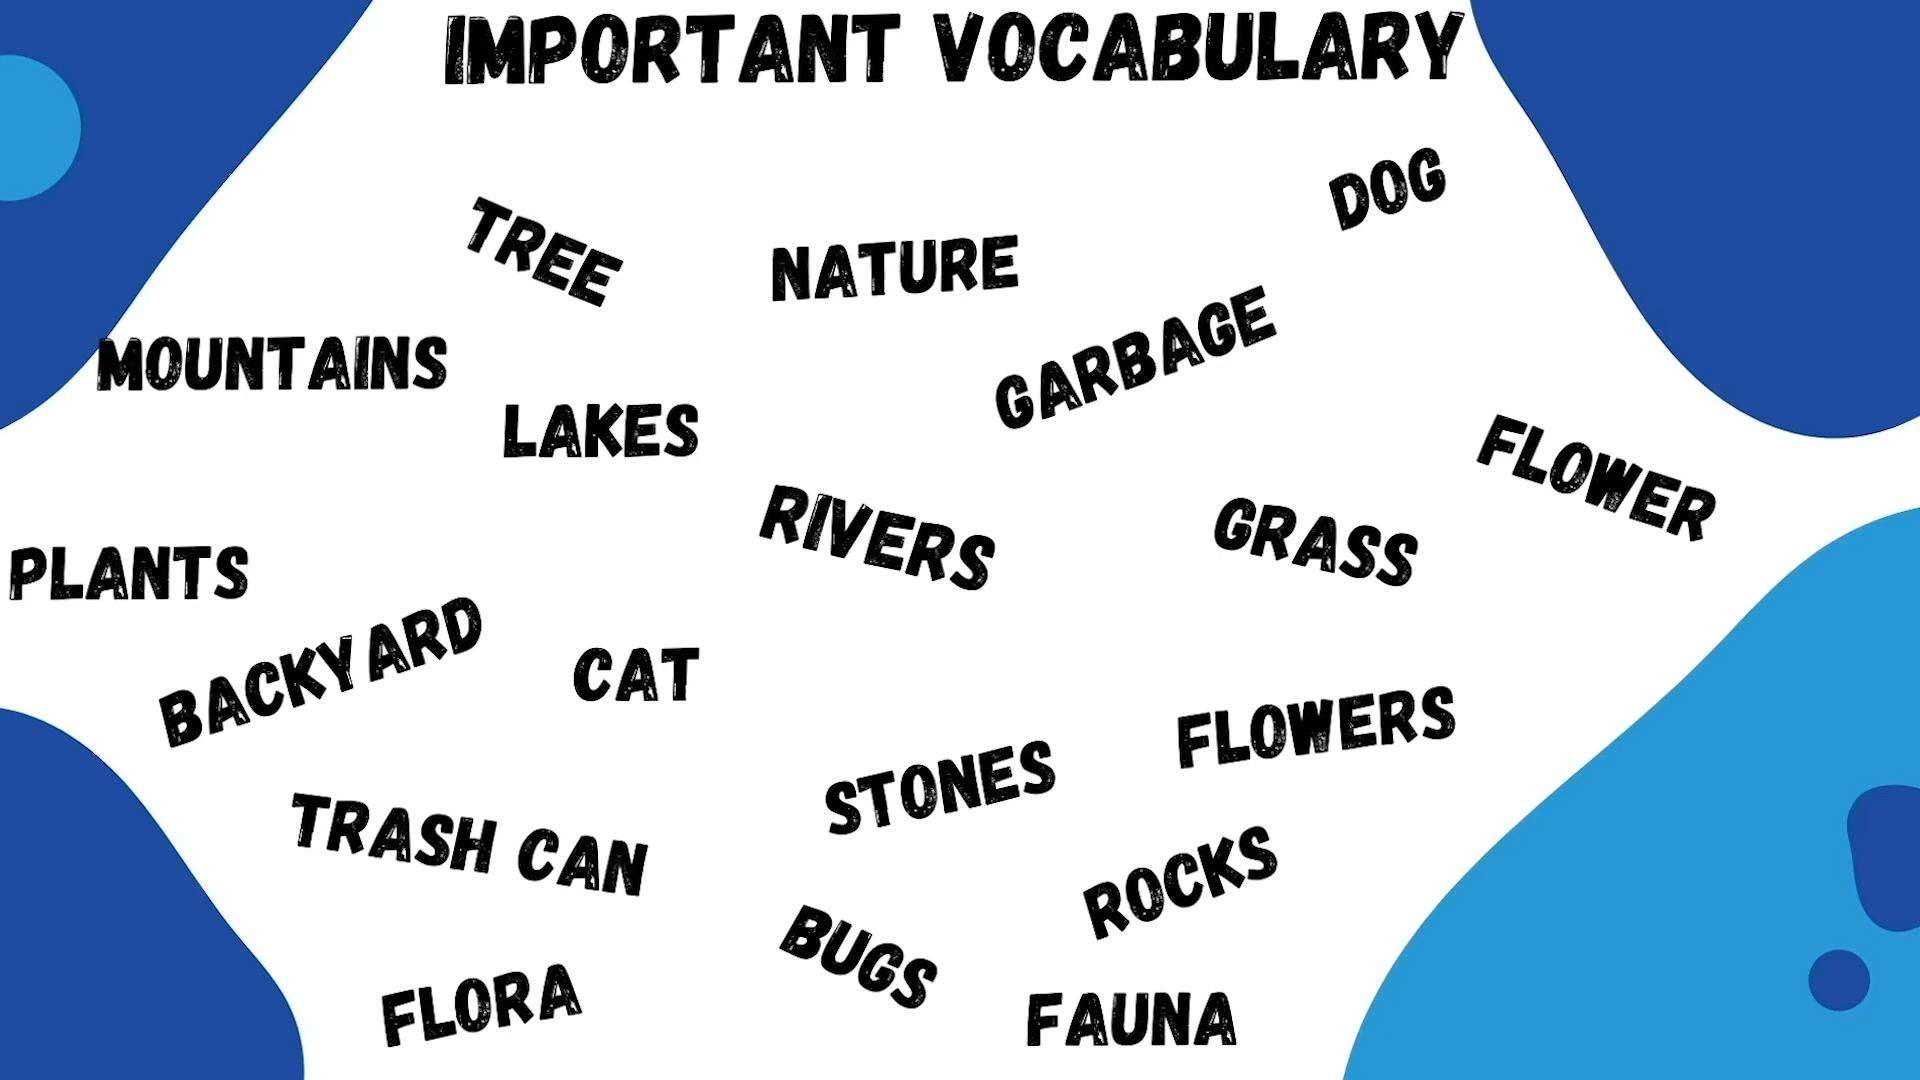 IMPORTANT VOCABULARY
DOG
TREE
NATURE
GARBAGE
MOUNTAINS
LAKES
FLOWER
RIVERS
GRASS
PLANTS
BACKYARD
CAT
FLOWERS
STONES
TRASH CAN
ROCKS
BUGS
FLORA
FAUNA